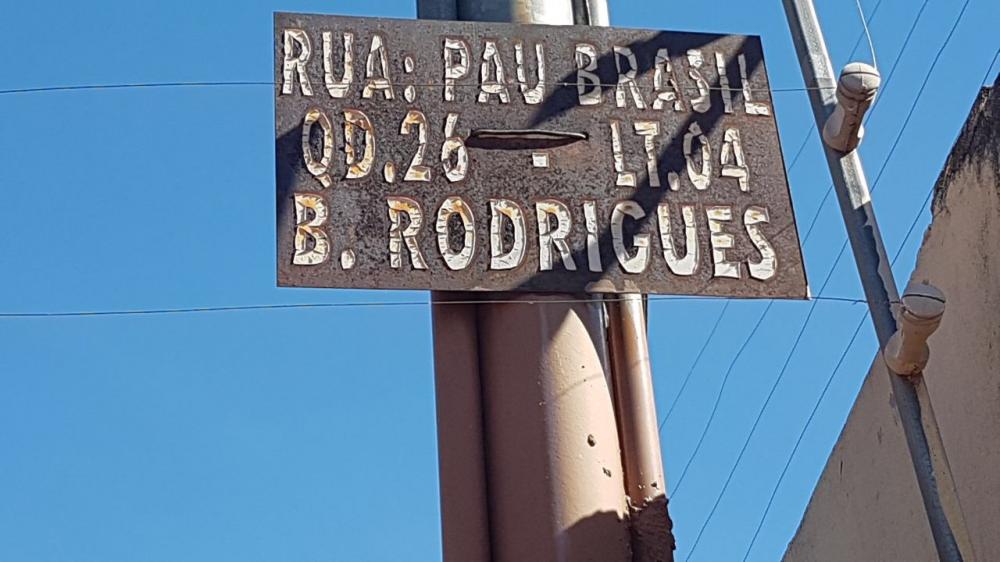 RUA: PAU BRASIL
QD.26 - LT.04
B. RODRIGUES